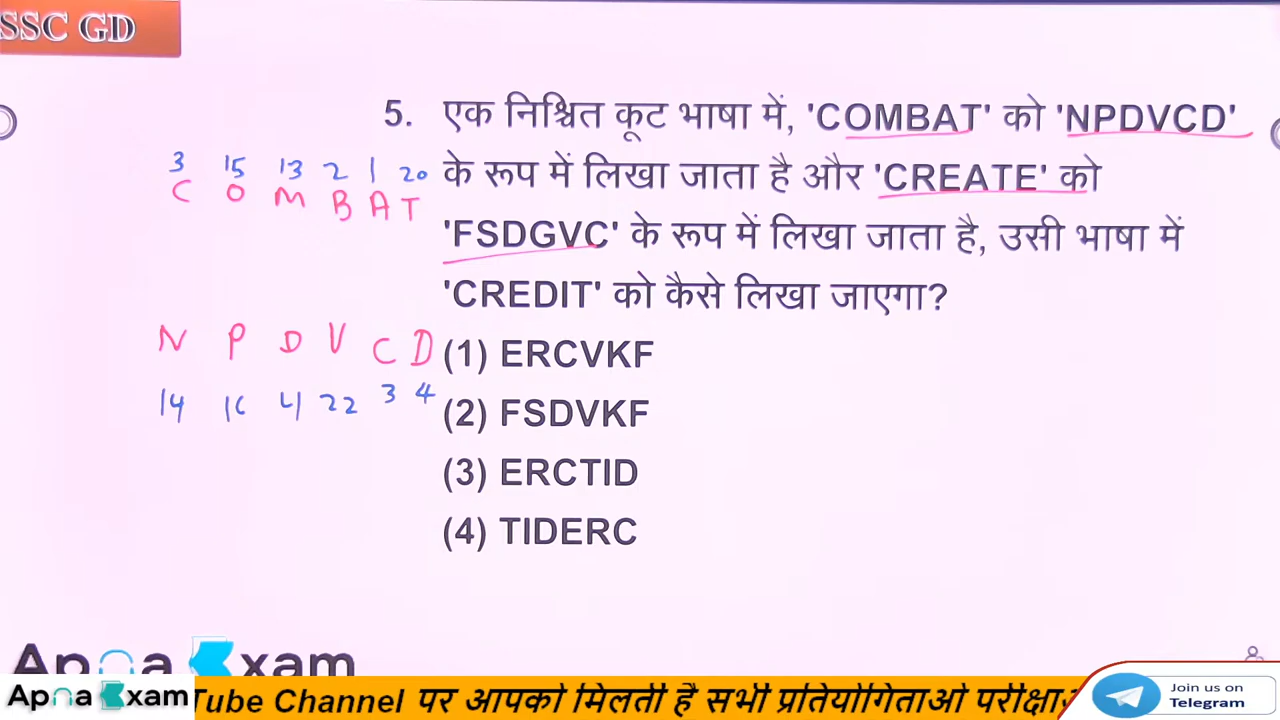 SSC GD
5. एक निश्चित कूट भाषा में, 'COMBAT' को 'NPDVCD'
के रूप में लिखा जाता है और 'CREATE' को
'FSDGVC' के रूप में लिखा जाता है, उसी भाषा में
'CREDIT' को कैसे लिखा जाएगा?
(1) ERCVKF
(2) FSDVKF
(3) ERCTID
(4) TIDERC
3 15 13 2 1 20
C O M B A T
N P D V C D
14 16 4 22 3 4
Apna Exam
Apna Exam
Tube Channel पर आपको मिलती है सभी प्रतियोगिताओ
Join us on
Telegram